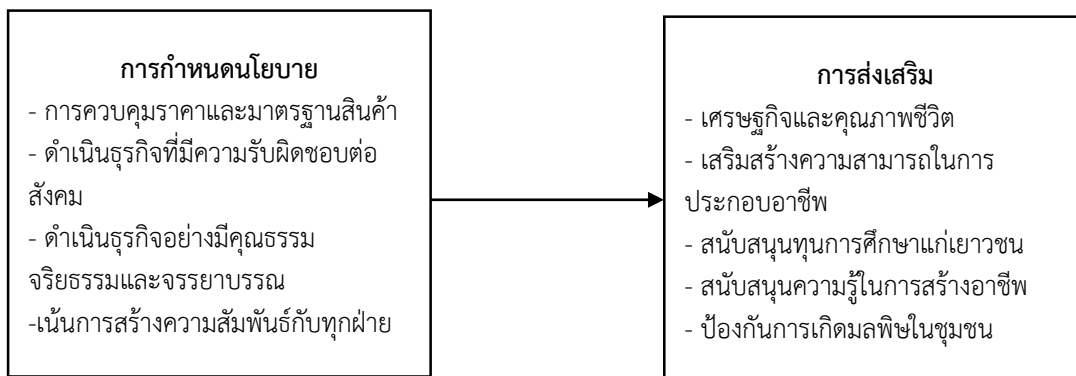 การกำหนดนโยบาย
- การควบคุมราคาและมาตรฐานสินค้า
- ดำเนินธุรกิจที่มีความรับผิดชอบต่อ
สังคม
- ดำเนินธุรกิจอย่างมีคุณธรรม
จริยธรรมและจรรยาบรรณ
-เน้นการสร้างความสัมพันธ์กับทุกฝ่าย
การส่งเสริม
- เศรษฐกิจและคุณภาพชีวิต
- เสริมสร้างความสามารถในการ
ประกอบอาชีพ
- สนับสนุนทุนการศึกษาแก่เยาวชน
- สนับสนุนความรู้ในการสร้างอาชีพ
- ป้องกันการเกิดมลพิษในชุมชน